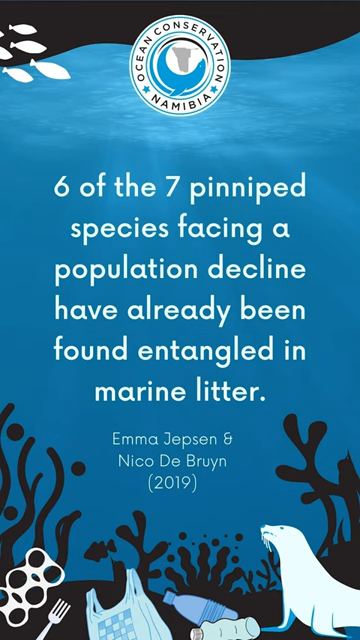 OCEAN CONSERVATION
NAMIBIA
6 of the 7 pinniped
species facing a
population decline
have already been
found entangled in
marine litter.
Emma Jepsen &
Nico De Bruyn
(2019)